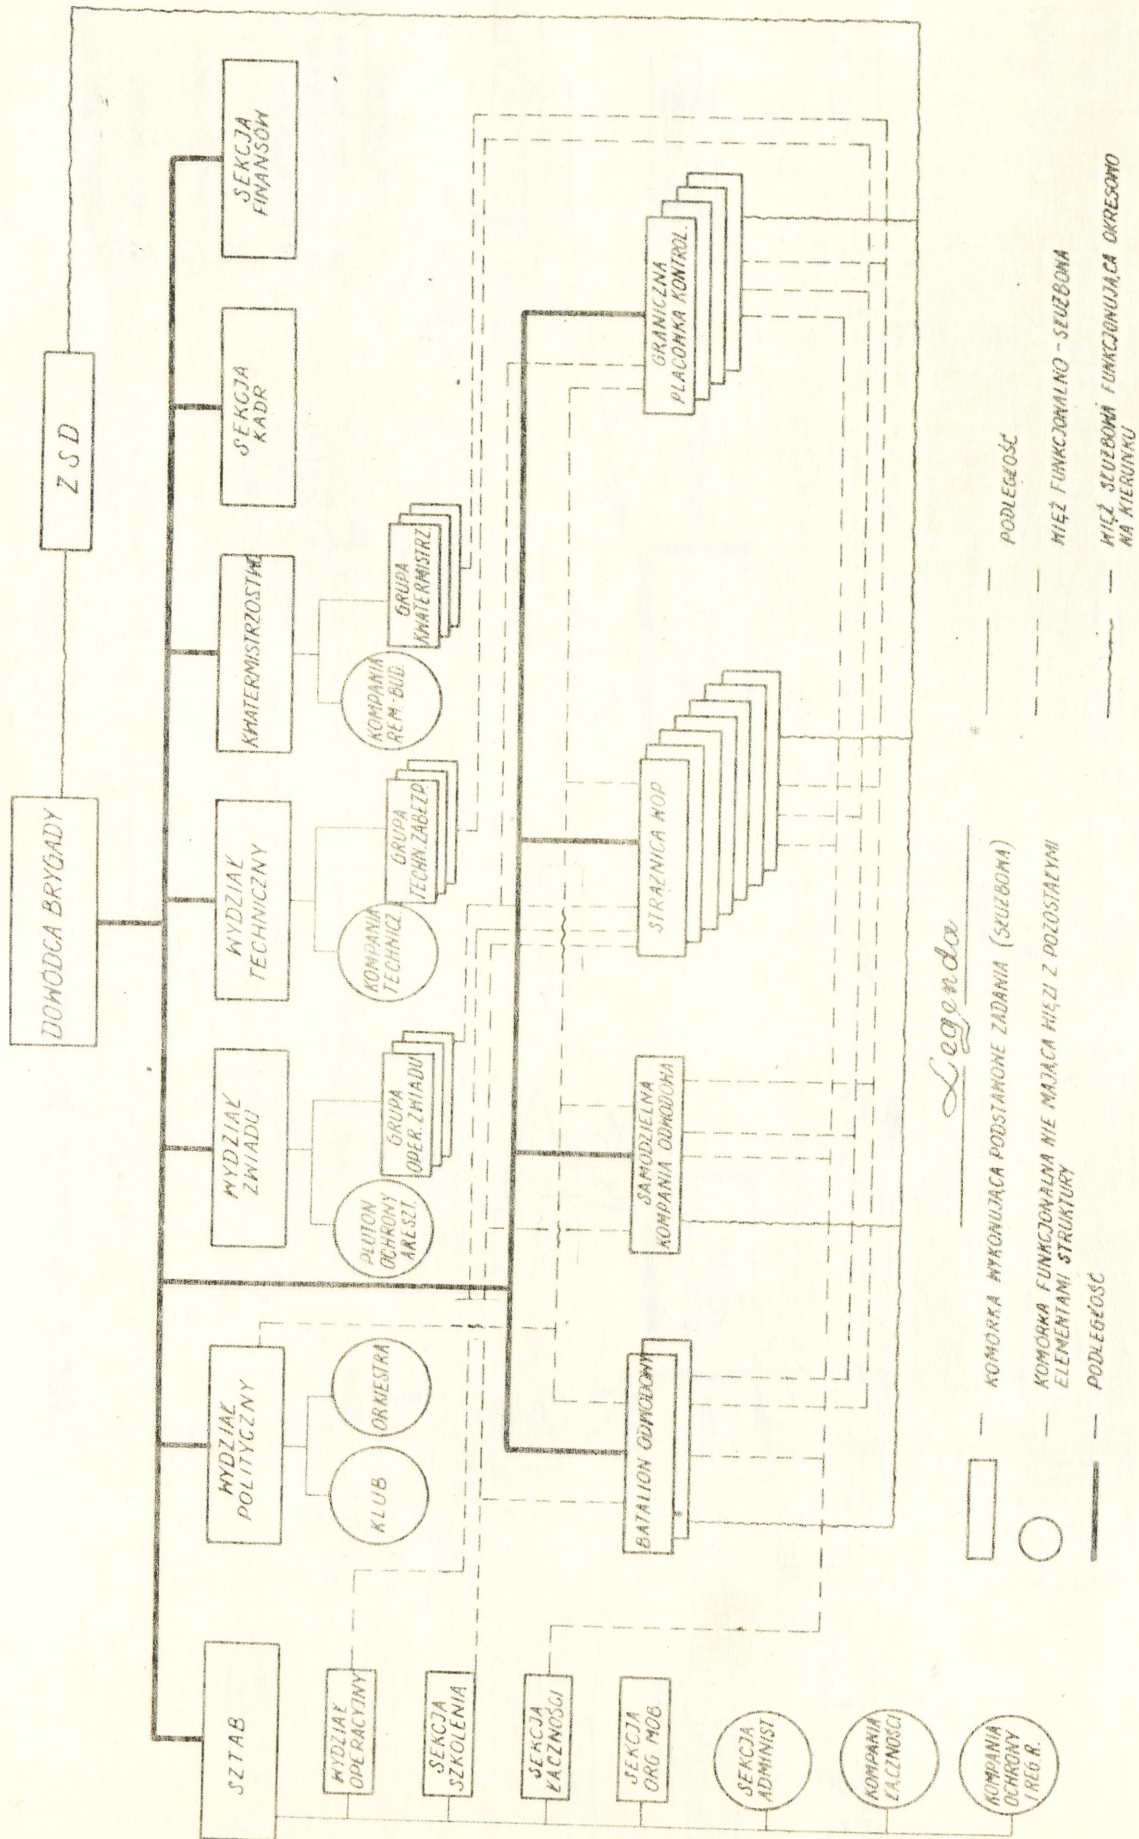 DOWÓDCA BRYGADY
Z S D
SZTAB
WYDZIAŁ
POLITYCZNY
WYDZIAŁ
ZWIADU
WYDZIAŁ
TECHNICZNY
KWATERMISTRZOSTWO
SEKCJA
KADR
SEKCJA
FINANSÓW
WYDZIAŁ
OPERACYJNY
SEKCJA
SZKOLENIA
SEKCJA
ŁĄCZNOŚCI
SEKCJA
ORG MOB.
SEKCJA
ADMINIST
KOMPANIA
ŁĄCZNOŚCI
KOMPANIA
OCHRONY
I REG R.
KLUB
ORKIESTRA
PLUTON
OCHRONY
ARESZT.
GRUPA
OPER. ZWIADU
KOMPANIA
TECHNICZ
GRUPA
TECHN. ZABEZP.
KOMPANIA
REM-BUD.
GRUPA
KWATERMISTRZ.
BATALION ODWODOWY
SAMODZIELNA
KOMPANIA ODWODOWA
STRAŻNICA WOP
GRANICZNA
PLACÓWKA KONTROL.
Legenda
— KOMÓRKA WYKONUJĄCA PODSTAWOWE ZADANIA (SŁUŻBOWA)
— KOMÓRKA FUNKCJONALNA NIE MAJĄCA WIĘZI Z POZOSTAŁYMI
ELEMENTAMI STRUKTURY
— PODLEGŁOŚĆ
— PODLEGŁOŚĆ
— WIĘŹ FUNKCJONALNO-SŁUŻBOWA
— WIĘŹ SŁUŻBOWA FUNKCJONUJĄCA OKRESOWO
NA KIERUNKU